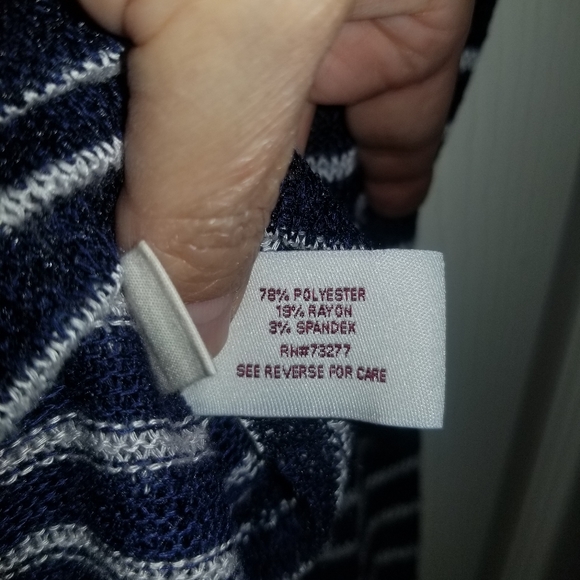 78% POLYESTER
19% RAYON
3% SPANDEX
RN#73277
SEE REVERSE FOR CARE